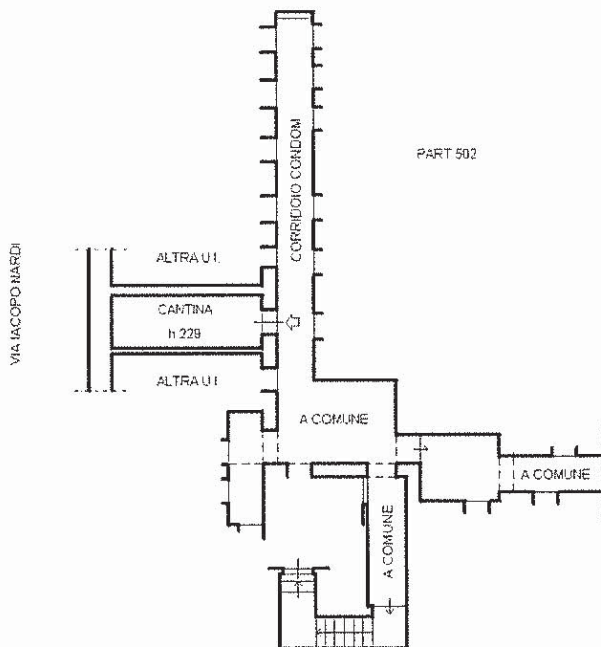 CORRIDOIO CONDOM
PART 502
VIA IACOPO NARDI
ALTRA U.I.
CANTINA
h.229
ALTRA U.I
A COMUNE
A COMUNE
A COMUNE